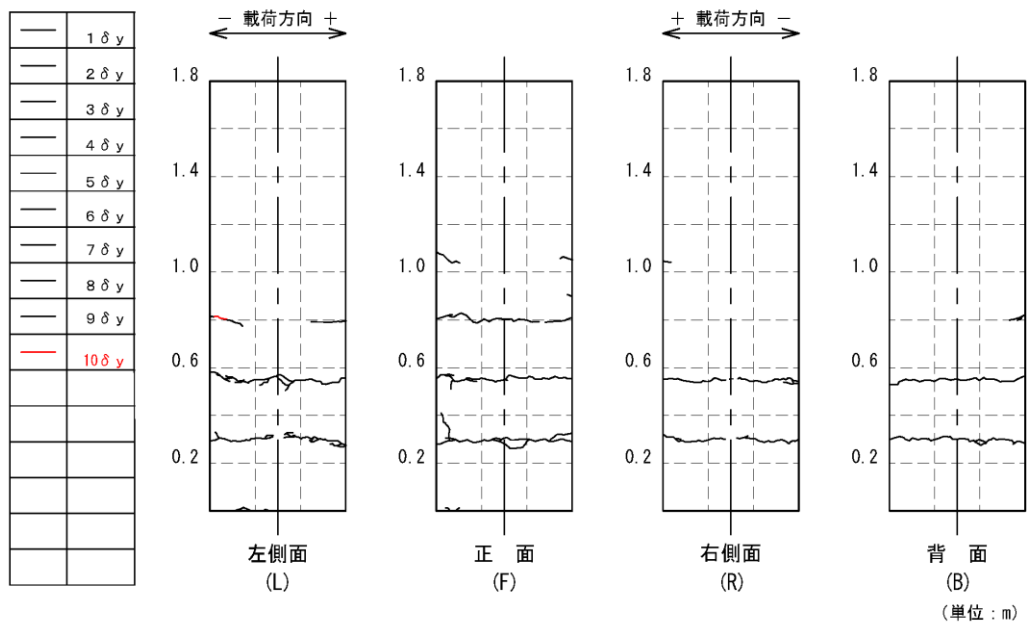 1δy
2δy
3δy
4δy
5δy
6δy
7δy
8δy
9δy
10δy
− 載荷方向 +
1.8
1.4
1.0
0.6
0.2
左側面
(L)
1.8
1.4
1.0
0.6
0.2
正 面
(F)
+ 載荷方向 −
1.8
1.4
1.0
0.6
0.2
右側面
(R)
1.8
1.4
1.0
0.6
0.2
背 面
(B)
(単位:m)